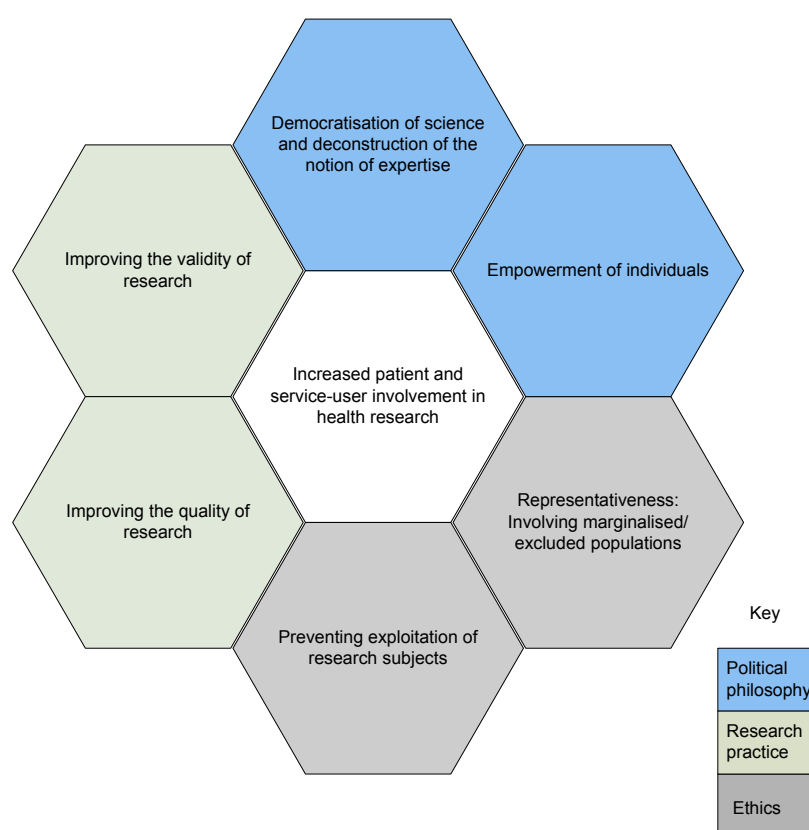 Democratisation of science
and deconstruction of the
notion of expertise
Improving the validity of
research
Empowerment of individuals
Increased patient and
service-user involvement in
health research
Improving the quality of
research
Representativeness:
Involving marginalised/
excluded populations
Preventing exploitation of
research subjects
Key
Political
philosophy
Research
practice
Ethics